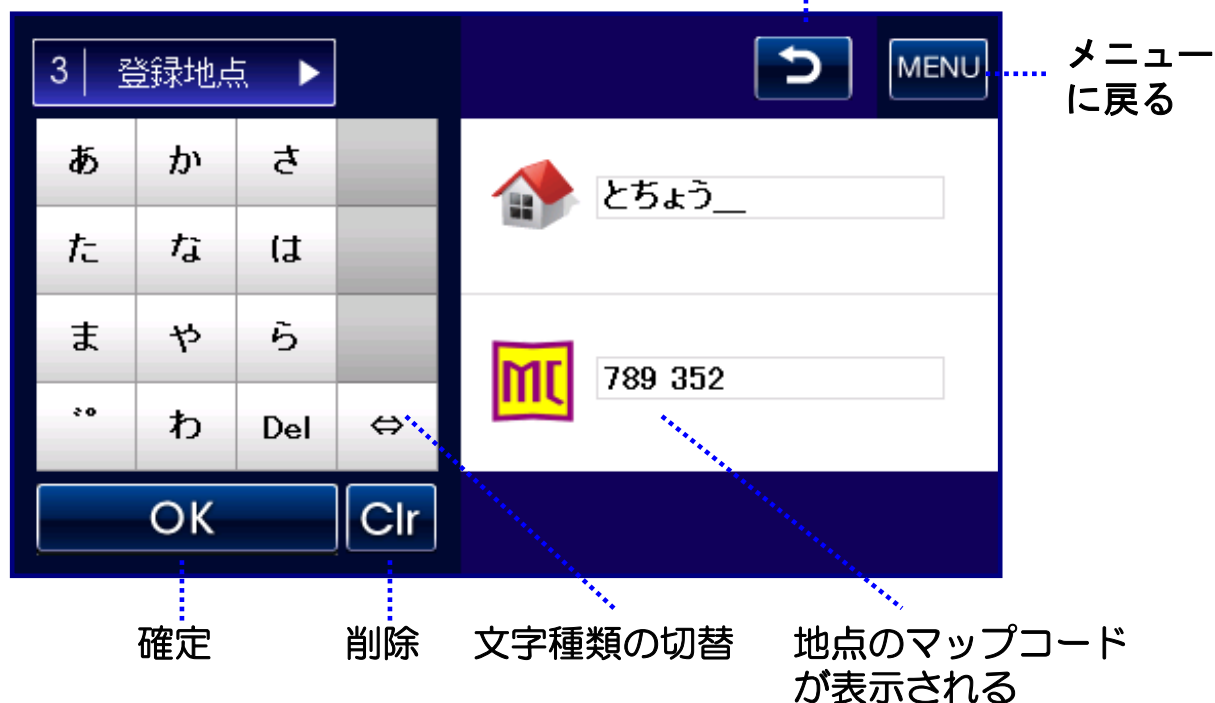 3 登録地点 ▶
MENU
メニュー
に戻る
あ か さ
た な は
ま や ら
゛゜ わ Del ⇔
とちょう__
MC
789 352
OK Clr
確定
削除
文字種類の切替
地点のマップコード
が表示される